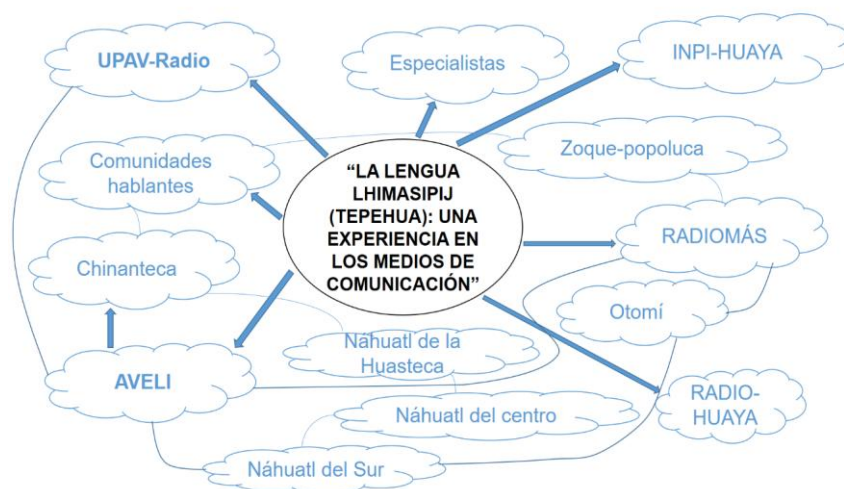 UPAV-Radio
Especialistas
INPI-HUAYA
Comunidades
hablantes
Zoque-popoluca
“LA LENGUA
LHIMASIPIJ
(TEPEHUA): UNA
EXPERIENCIA EN
LOS MEDIOS DE
COMUNICACIÓN”
Chinanteca
RADIOMÁS
Otomí
Náhuatl de la
Huasteca
AVELI
RADIO-
HUAYA
Náhuatl del centro
Náhuatl del Sur